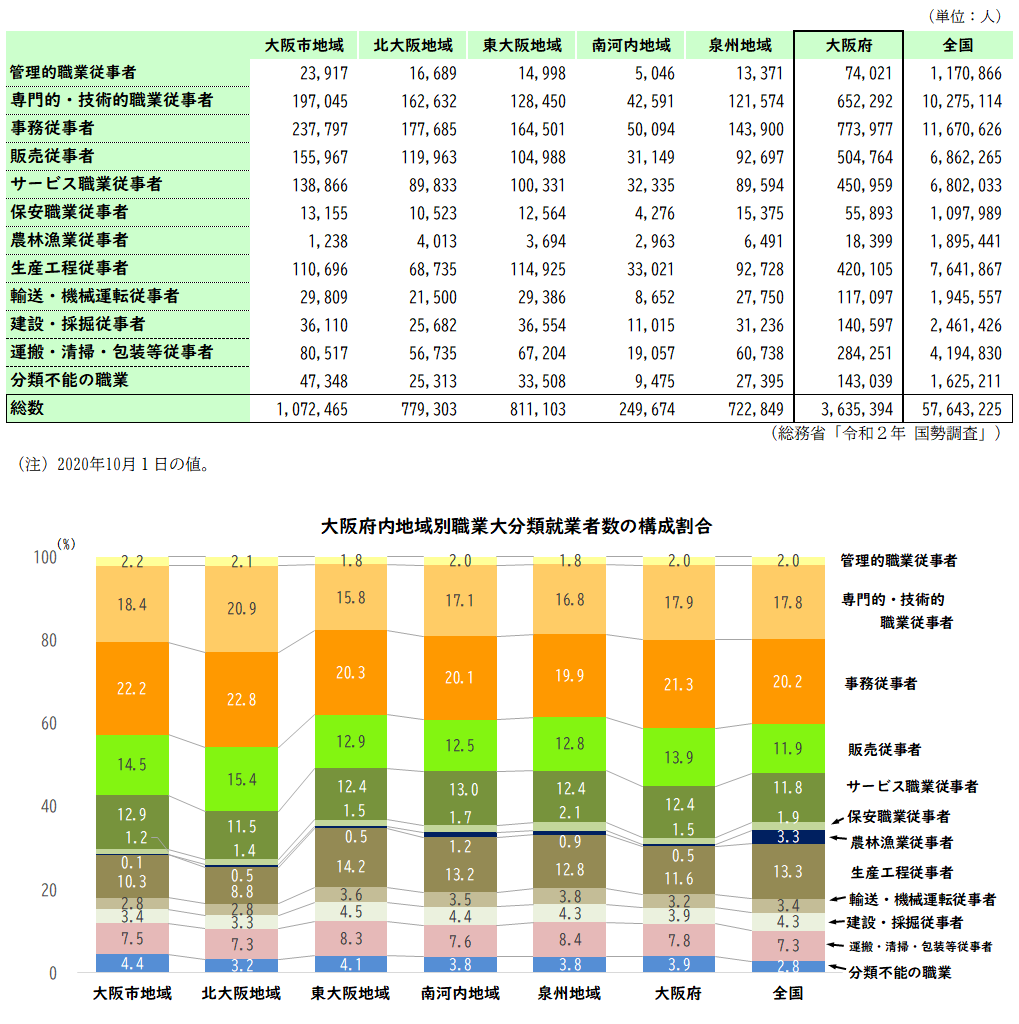 （単位：人）
大阪市地域 北大阪地域 東大阪地域 南河内地域 泉州地域 大阪府 全国
管理的職業従事者 23,917 16,689 14,998 5,046 13,371 74,021 1,170,866
専門的・技術的職業従事者 197,045 162,632 128,450 42,591 121,574 652,292 10,275,114
事務従事者 237,797 177,685 164,501 50,094 143,900 773,977 11,670,626
販売従事者 155,967 119,963 104,988 31,149 92,697 504,764 6,862,265
サービス職業従事者 138,866 89,833 100,331 32,335 89,594 450,959 6,802,033
保安職業従事者 13,155 10,523 12,564 4,276 15,375 55,893 1,097,989
農林漁業従事者 1,238 4,013 3,694 2,963 6,491 18,399 1,895,441
生産工程従事者 110,696 68,735 114,925 33,021 92,728 420,105 7,641,867
輸送・機械運転従事者 29,809 21,500 29,386 8,652 27,750 117,097 1,945,557
建設・採掘従事者 36,110 25,682 36,554 11,015 31,236 140,597 2,461,426
運搬・清掃・包装等従事者 80,517 56,735 67,204 19,057 60,738 284,251 4,194,830
分類不能の職業 47,348 25,313 33,508 9,475 27,395 143,039 1,625,211
総数 1,072,465 779,303 811,103 249,674 722,849 3,635,394 57,643,225
（総務省「令和２年 国勢調査」）
（注）2020年10月１日の値。
大阪府内地域別職業大分類就業者数の構成割合
(%)
100
80
60
40
20
0
2.2 2.1 1.8 2.0 1.8 2.0 2.0 管理的職業従事者
18.4 20.9 15.8 17.1 16.8 17.9 17.8 専門的・技術的
職業従事者
22.2 22.8 20.3 20.1 19.9 21.3 20.2 事務従事者
14.5 15.4 12.9 12.5 12.8 13.9 11.9 販売従事者
12.9 11.5 12.4 13.0 12.4 12.4 11.8 サービス職業従事者
1.2 1.4 1.5 1.7 2.1 1.5 1.9 保安職業従事者
0.1 0.5 0.5 1.2 0.9 0.5 3.3 農林漁業従事者
10.3 8.8 14.2 13.2 12.8 11.6 13.3 生産工程従事者
2.8 2.8 3.6 3.5 3.8 3.2 3.4 輸送・機械運転従事者
3.4 3.3 4.5 4.4 4.3 3.9 4.3 建設・採掘従事者
7.5 7.3 8.3 7.6 8.4 7.8 7.3 運搬・清掃・包装等従事者
4.4 3.2 4.1 3.8 3.8 3.9 2.8 分類不能の職業
大阪市地域 北大阪地域 東大阪地域 南河内地域 泉州地域 大阪府 全国